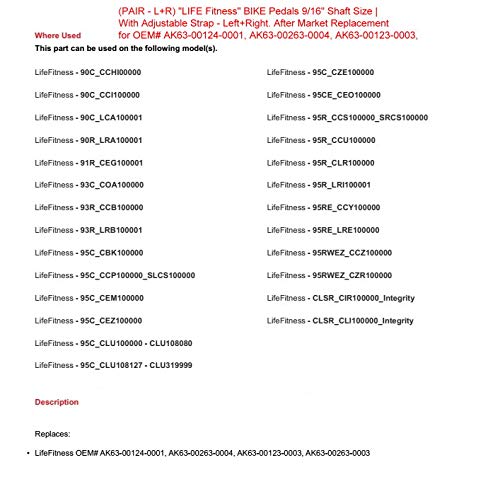 (PAIR - L+R) "LIFE Fitness" BIKE Pedals 9/16" Shaft Size |
With Adjustable Strap - Left+Right. After Market Replacement
for OEM# AK63-00124-0001, AK63-00263-0004, AK63-00123-0003,
Where Used
This part can be used on the following model(s).
LifeFitness - 90C_CCHI00000
LifeFitness - 90C_CCI100000
LifeFitness - 90C_LCA100001
LifeFitness - 90R_LRA100001
LifeFitness - 91R_CEG100001
LifeFitness - 93C_COA100000
LifeFitness - 93R_CCB100000
LifeFitness - 93R_LRB100001
LifeFitness - 95C_CBK100000
LifeFitness - 95C_CCP100000_SLCS100000
LifeFitness - 95C_CEM100000
LifeFitness - 95C_CEZ100000
LifeFitness - 95C_CLU100000 - CLU108080
LifeFitness - 95C_CLU108127 - CLU319999
LifeFitness - 95C_CZE100000
LifeFitness - 95CE_CEO100000
LifeFitness - 95R_CCS100000_SRCS100000
LifeFitness - 95R_CCU100000
LifeFitness - 95R_CLR100000
LifeFitness - 95R_LRI100001
LifeFitness - 95RE_CCY100000
LifeFitness - 95RE_LRE100000
LifeFitness - 95RWEZ_CCZ100000
LifeFitness - 95RWEZ_CZR100000
LifeFitness - CLSR_CIR100000_Integrity
LifeFitness - CLSR_CLI100000_Integrity
Description
Replaces:
• LifeFitness OEM# AK63-00124-0001, AK63-00263-0004, AK63-00123-0003, AK63-00263-0003